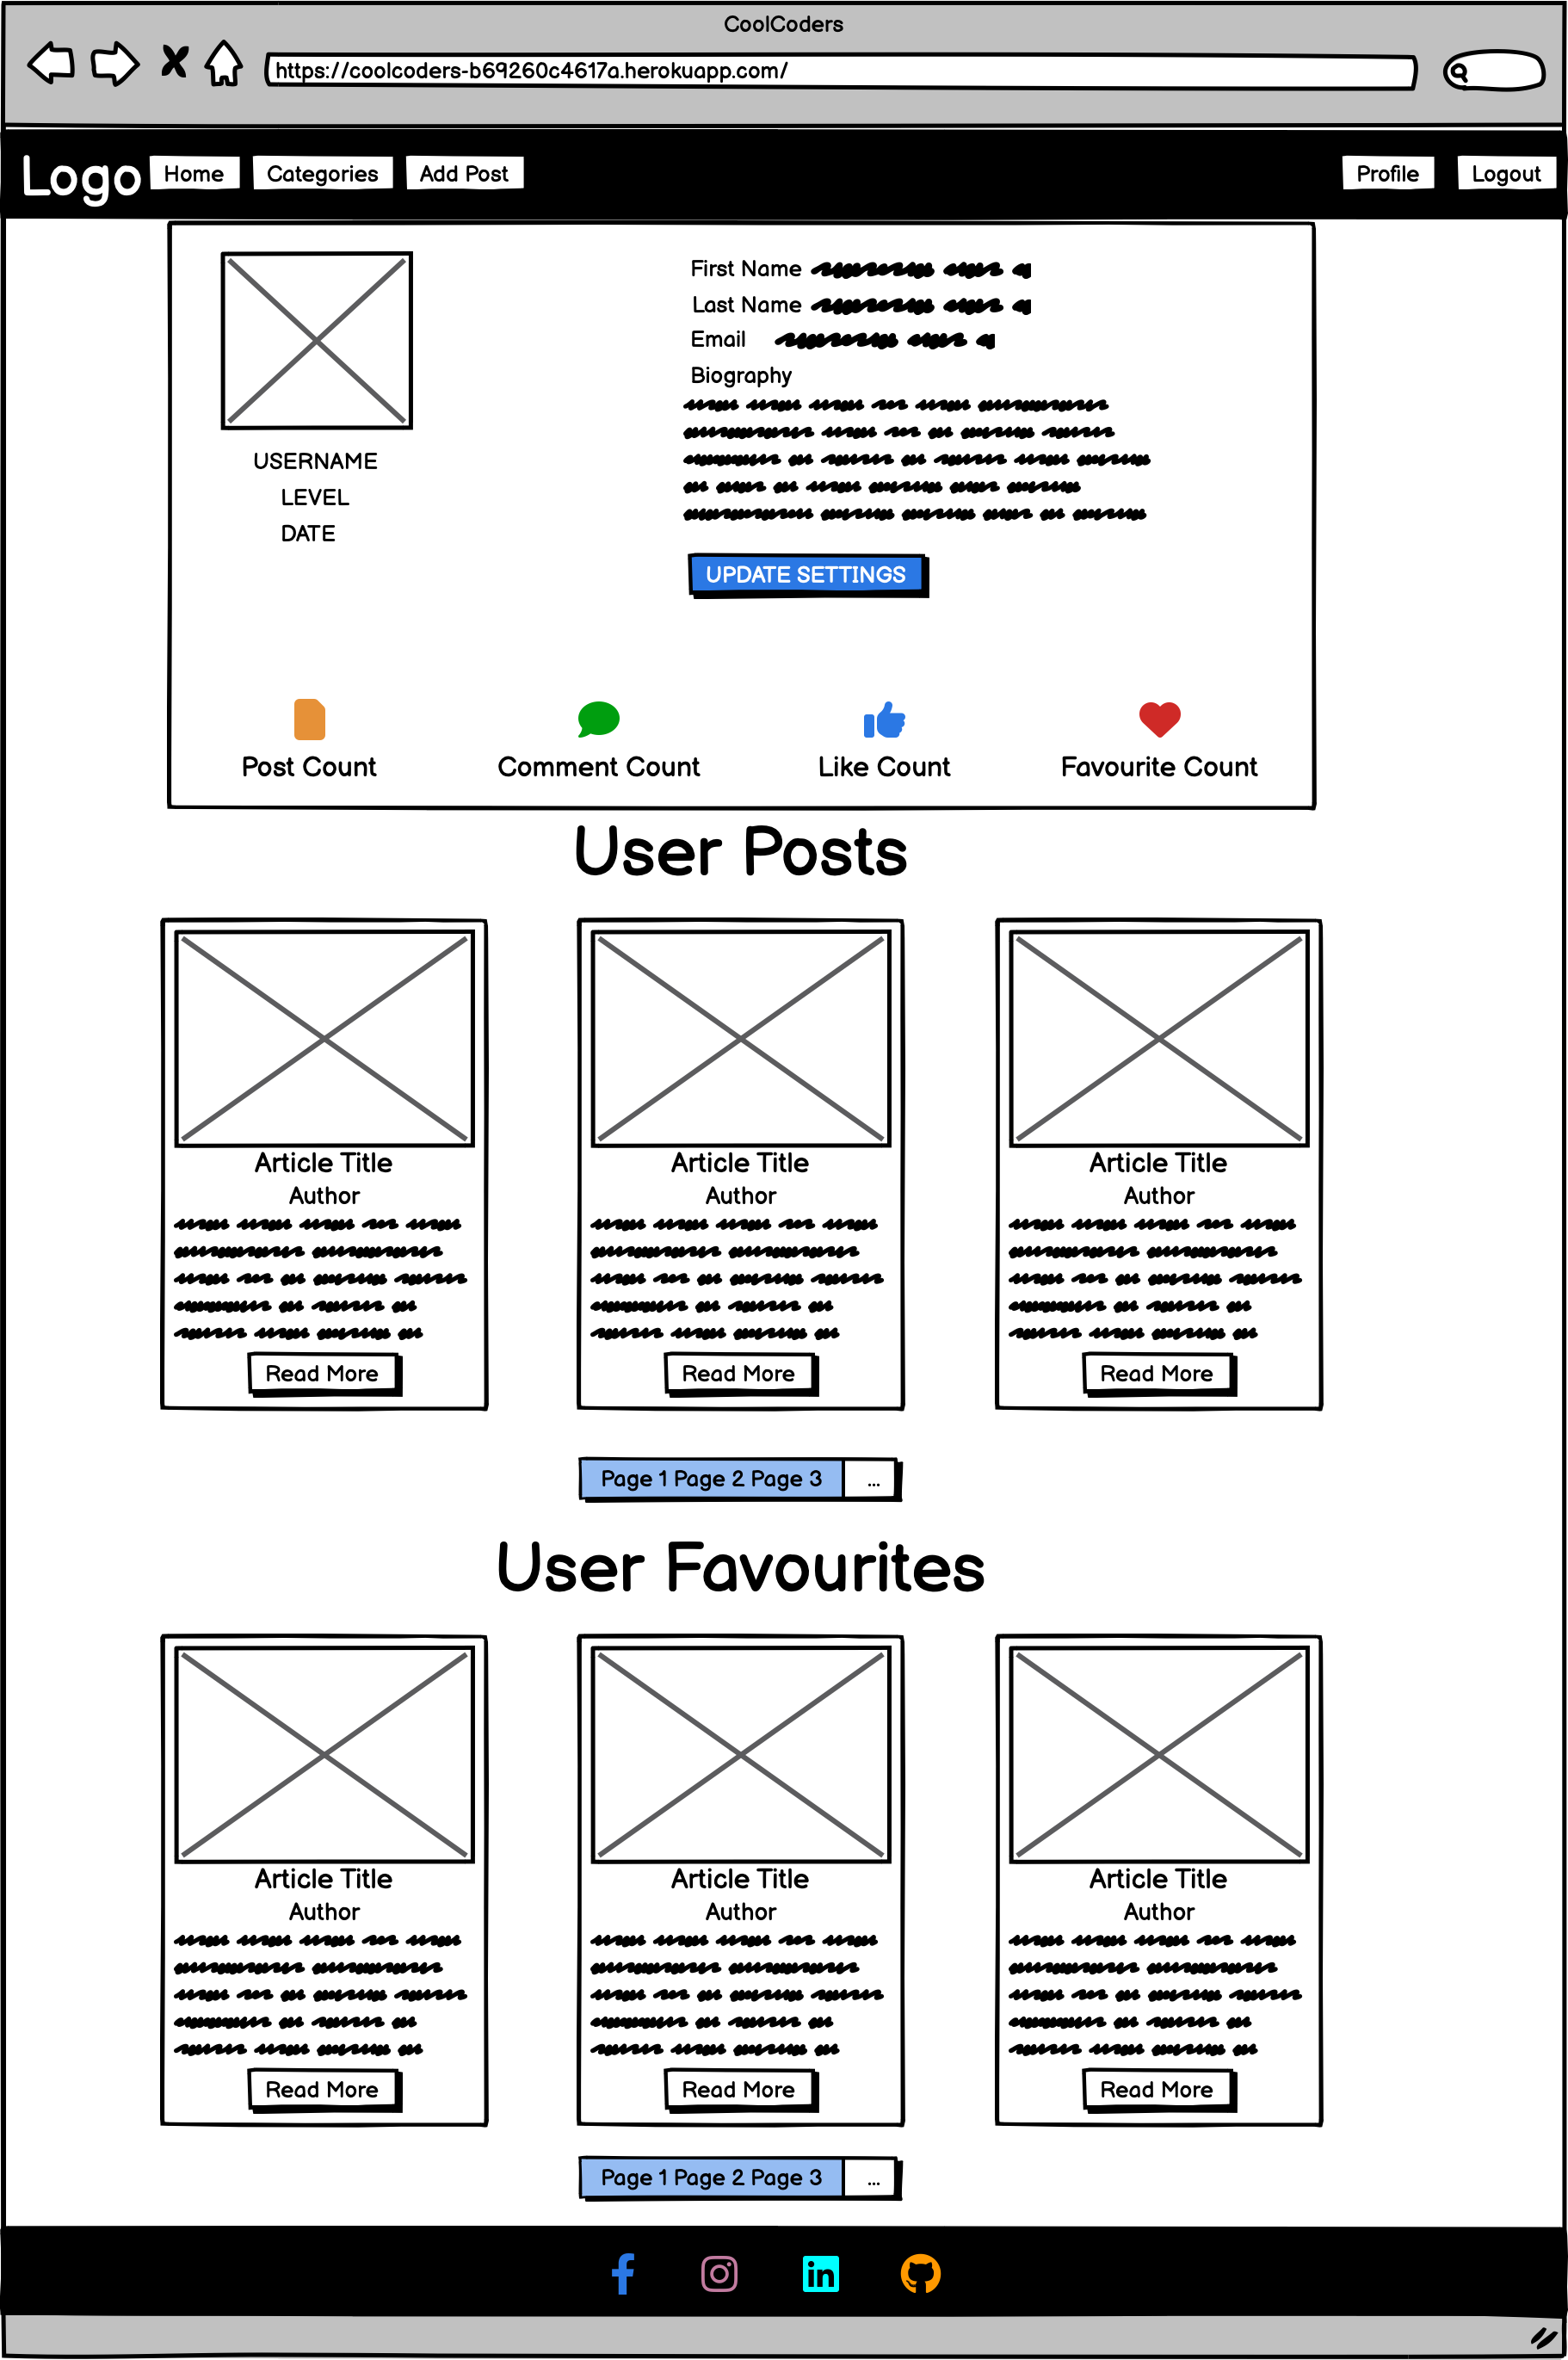 CoolCoders
https://coolcoders-b69260c4617a.herokuapp.com/
Logo Home Categories Add Post Profile Logout
First Name
Last Name
Email
Biography
USERNAME
LEVEL
DATE
UPDATE SETTINGS
Post Count Comment Count Like Count Favourite Count
User Posts
Article Title Article Title Article Title
Author Author Author
Read More Read More Read More
Page 1 Page 2 Page 3 ...
User Favourites
Article Title Article Title Article Title
Author Author Author
Read More Read More Read More
Page 1 Page 2 Page 3 ...
in